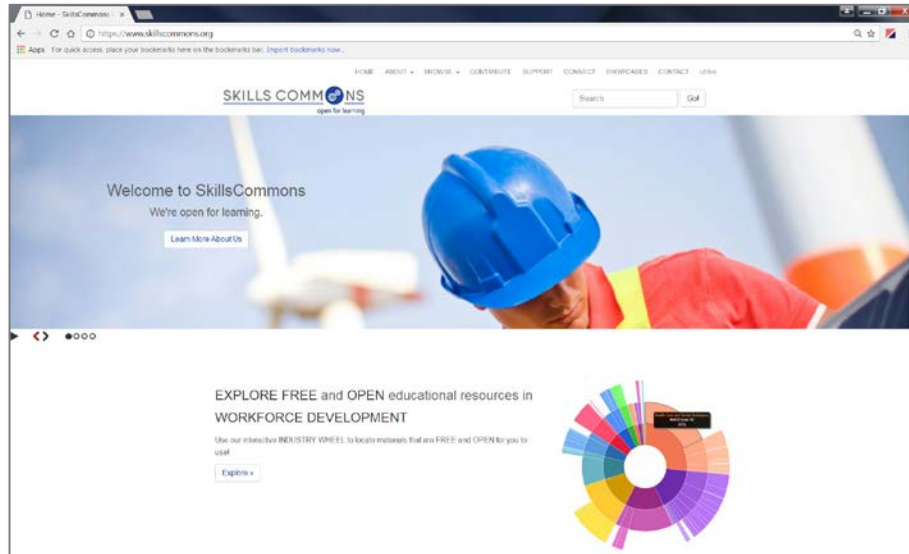 Home - SkillsCommons
https://www.skillscommons.org
Apps For quick access, place your bookmarks here on the bookmarks bar. Import bookmarks now...
HOME ABOUT BROWSE CONTRIBUTE SUPPORT CONNECT SHOWCASES CONTACT
SKILLS COMMONS
open for learning
Search
Go!
Welcome to SkillsCommons
We're open for learning.
Learn More About Us
EXPLORE FREE and OPEN educational resources in
WORKFORCE DEVELOPMENT
Use our interactive INDUSTRY WHEEL to locate materials that are FREE and OPEN for you to
use!
Explore »